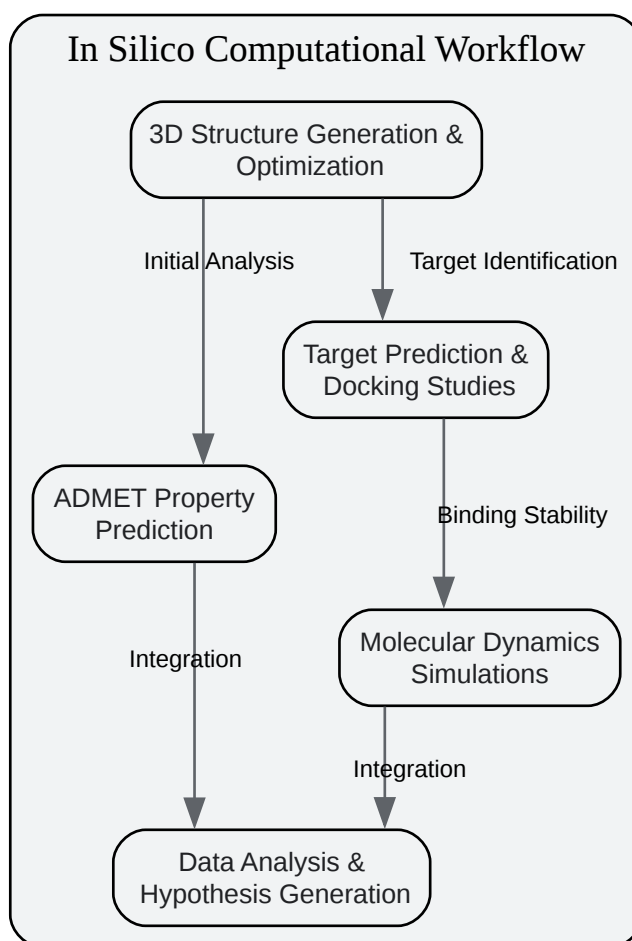 In Silico Computational Workflow
3D Structure Generation &
Optimization
Initial Analysis
Target Identification
Target Prediction &
Docking Studies
ADMET Property
Prediction
Binding Stability
Molecular Dynamics
Simulations
Integration
Integration
Data Analysis &
Hypothesis Generation